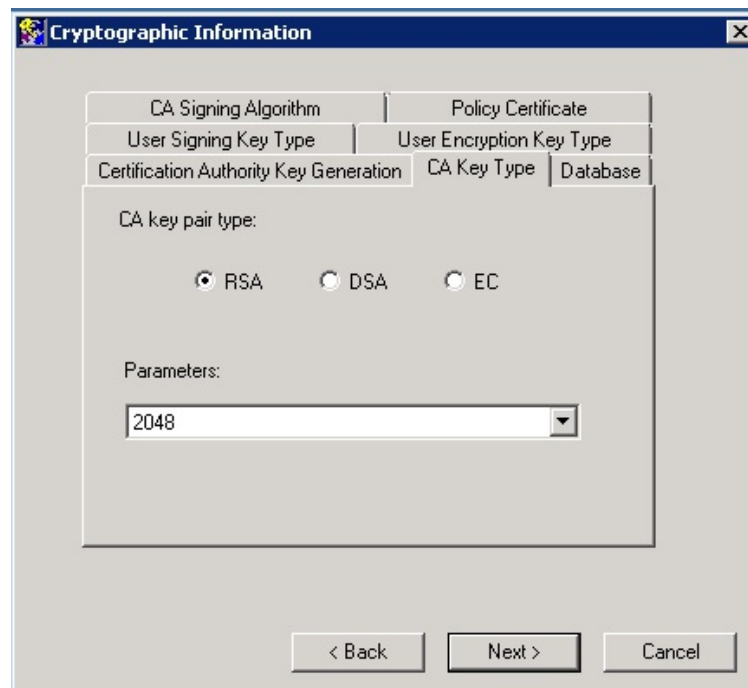 Cryptographic Information
CA Signing Algorithm Policy Certificate
User Signing Key Type User Encryption Key Type
Certification Authority Key Generation CA Key Type Database
CA key pair type:
RSA DSA EC
Parameters:
2048
< Back Next > Cancel